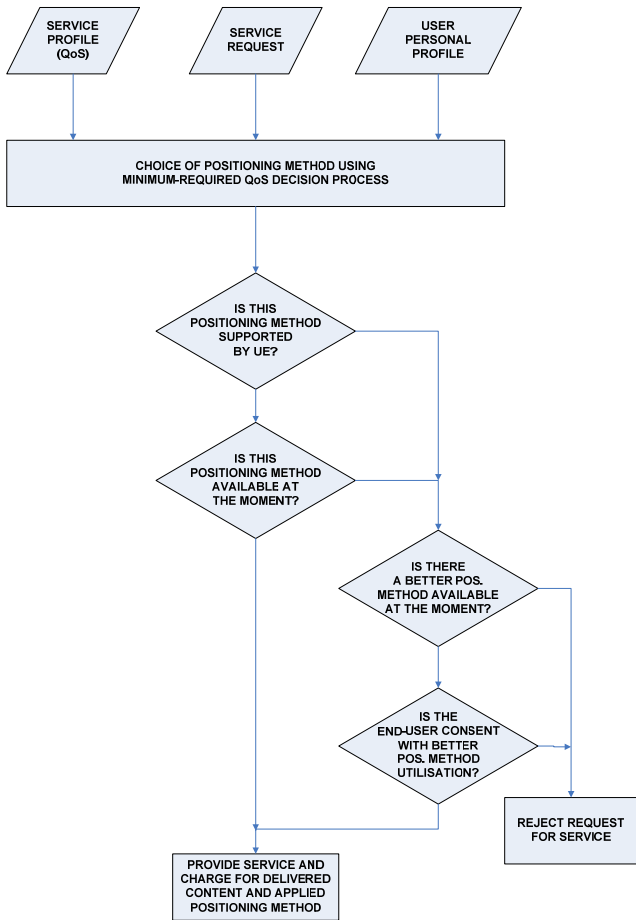 SERVICE
PROFILE
(QoS)
SERVICE
REQUEST
USER
PERSONAL
PROFILE
CHOICE OF POSITIONING METHOD USING
MINIMUM-REQUIRED QoS DECISION PROCESS
IS THIS
POSITIONING METHOD
SUPPORTED
BY UE?
IS THIS
POSITIONING METHOD
AVAILABLE AT
THE MOMENT?
IS THERE
A BETTER POS.
METHOD AVAILABLE
AT THE MOMENT?
IS THE
END-USER CONSENT
WITH BETTER
POS. METHOD
UTILISATION?
REJECT REQUEST
FOR SERVICE
PROVIDE SERVICE AND
CHARGE FOR DELIVERED
CONTENT AND APPLIED
POSITIONING METHOD